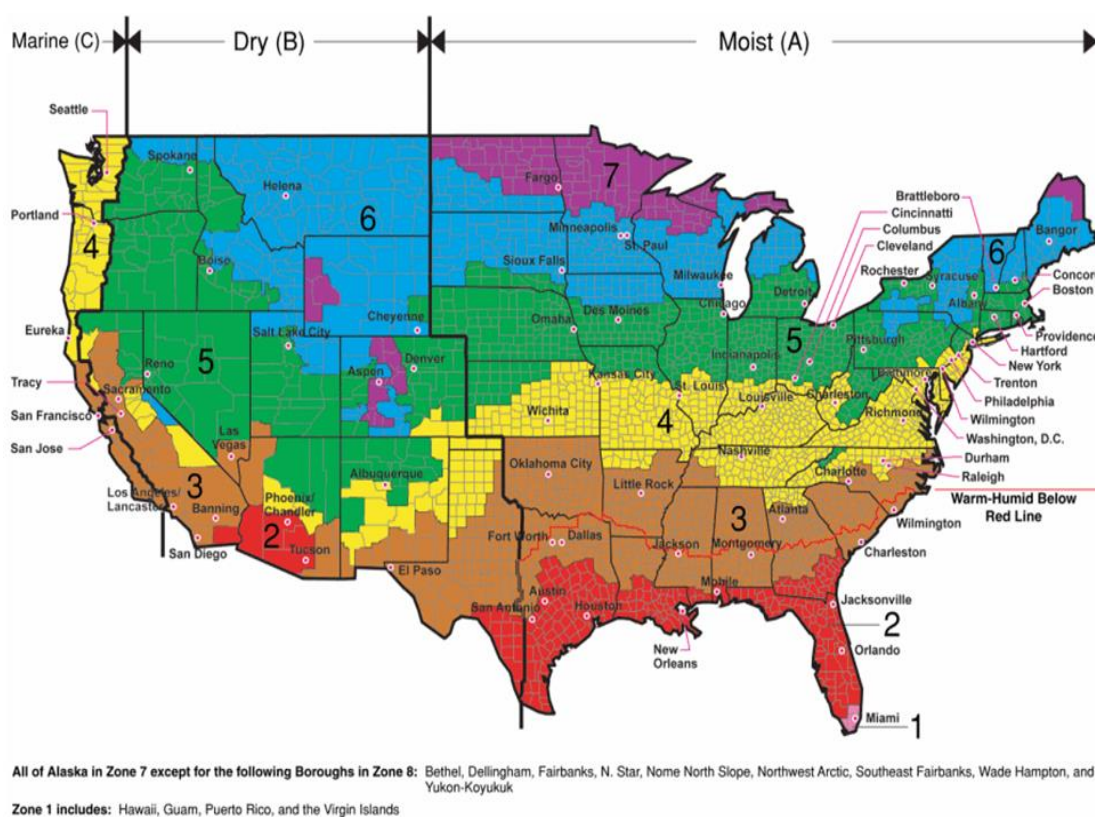 Marine (C)
Dry (B)
Moist (A)
Seattle
Spokane
Helena
Fargo
7
Portland
4
6
Minneapolis
St. Paul
Brattleboro
Cincinnatti
Columbus
Cleveland
6
Bangor
Boise
Sioux Falls
Milwaukee
Rochester
Syracuse
Concord
Boston
Albany
Detroit
Chicago
Eureka
Salt Lake City
Cheyenne
Omaha
Des Moines
5
Providence
Hartford
New York
Reno
5
Denver
Aspen
Indianapolis
Pittsburgh
Trenton
Tracy
Sacramento
Kansas City
St. Louis
Baltimore
Philadelphia
San Francisco
Wichita
4
Louisville
Charleston
Richmond
Wilmington
San Jose
Las
Vegas
Nashville
Washington, D.C.
Durham
Raleigh
3
Albuquerque
Oklahoma City
Little Rock
Charlotte
Los Angeles/
Lancaster
Banning
Phoenix/
Chandler
2
3
Atlanta
Warm-Humid Below
Red Line
Wilmington
San Diego
Tucson
El Paso
Fort Worth
Dallas
Jackson
Montgomery
Charleston
Austin
San Antonio
Houston
Mobile
Jacksonville
2
New
Orleans
Orlando
Miami
1
All of Alaska in Zone 7 except for the following Boroughs in Zone 8: Bethel, Dellingham, Fairbanks, N. Star, Nome North Slope, Northwest Arctic, Southeast Fairbanks, Wade Hampton, and
Yukon-Koyukuk
Zone 1 includes: Hawaii, Guam, Puerto Rico, and the Virgin Islands